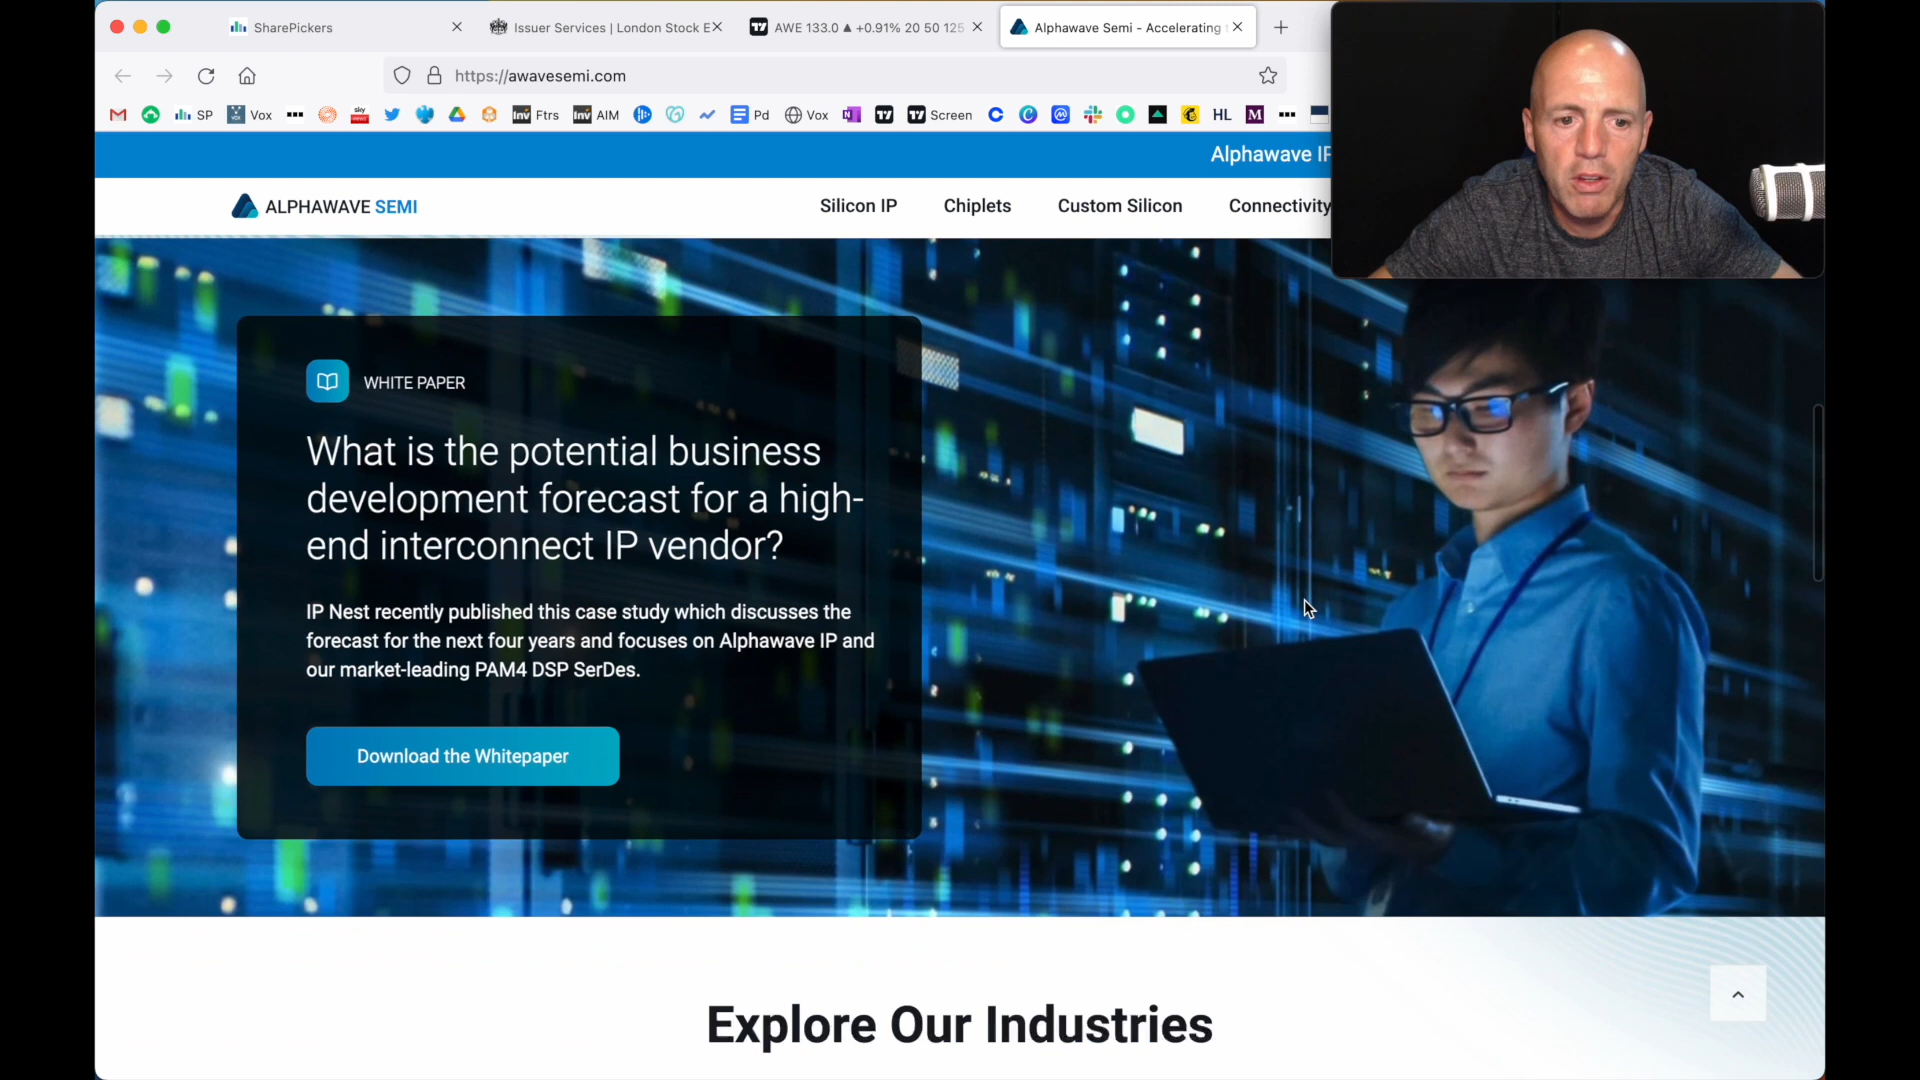 SharePickers
Issuer Services | London Stock E
AWE 133.0 ▲ +0.91% 20 50 125
Alphawave Semi - Accelerating
https://awavesemi.com
SP
Vox
sky
Inv Ftrs
Inv AIM
Pd
Vox
Screen
HL
M
Alphawave IP
ALPHAWAVE SEMI
Silicon IP
Chiplets
Custom Silicon
Connectivity
WHITE PAPER
What is the potential business
development forecast for a high-
end interconnect IP vendor?
IP Nest recently published this case study which discusses the
forecast for the next four years and focuses on Alphawave IP and
our market-leading PAM4 DSP SerDes.
Download the Whitepaper
Explore Our Industries